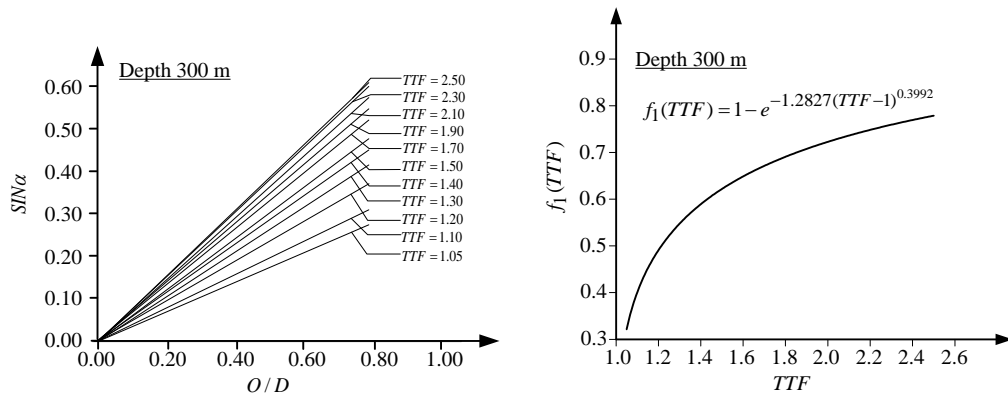 Depth 300 m
0.60
0.50
0.40
0.30
0.20
0.10
0.00
SINα
TTF = 2.50
TTF = 2.30
TTF = 2.10
TTF = 1.90
TTF = 1.70
TTF = 1.50
TTF = 1.40
TTF = 1.30
TTF = 1.20
TTF = 1.10
TTF = 1.05
0.00 0.20 0.40 0.60 0.80 1.00
O / D
0.9
0.8
0.7
0.6
0.5
0.4
0.3
f₁(TTF)
Depth 300 m
f₁(TTF) = 1 − e^−1.2827(TTF−1)^0.3992
1.0 1.2 1.4 1.6 1.8 2.0 2.2 2.4 2.6
TTF